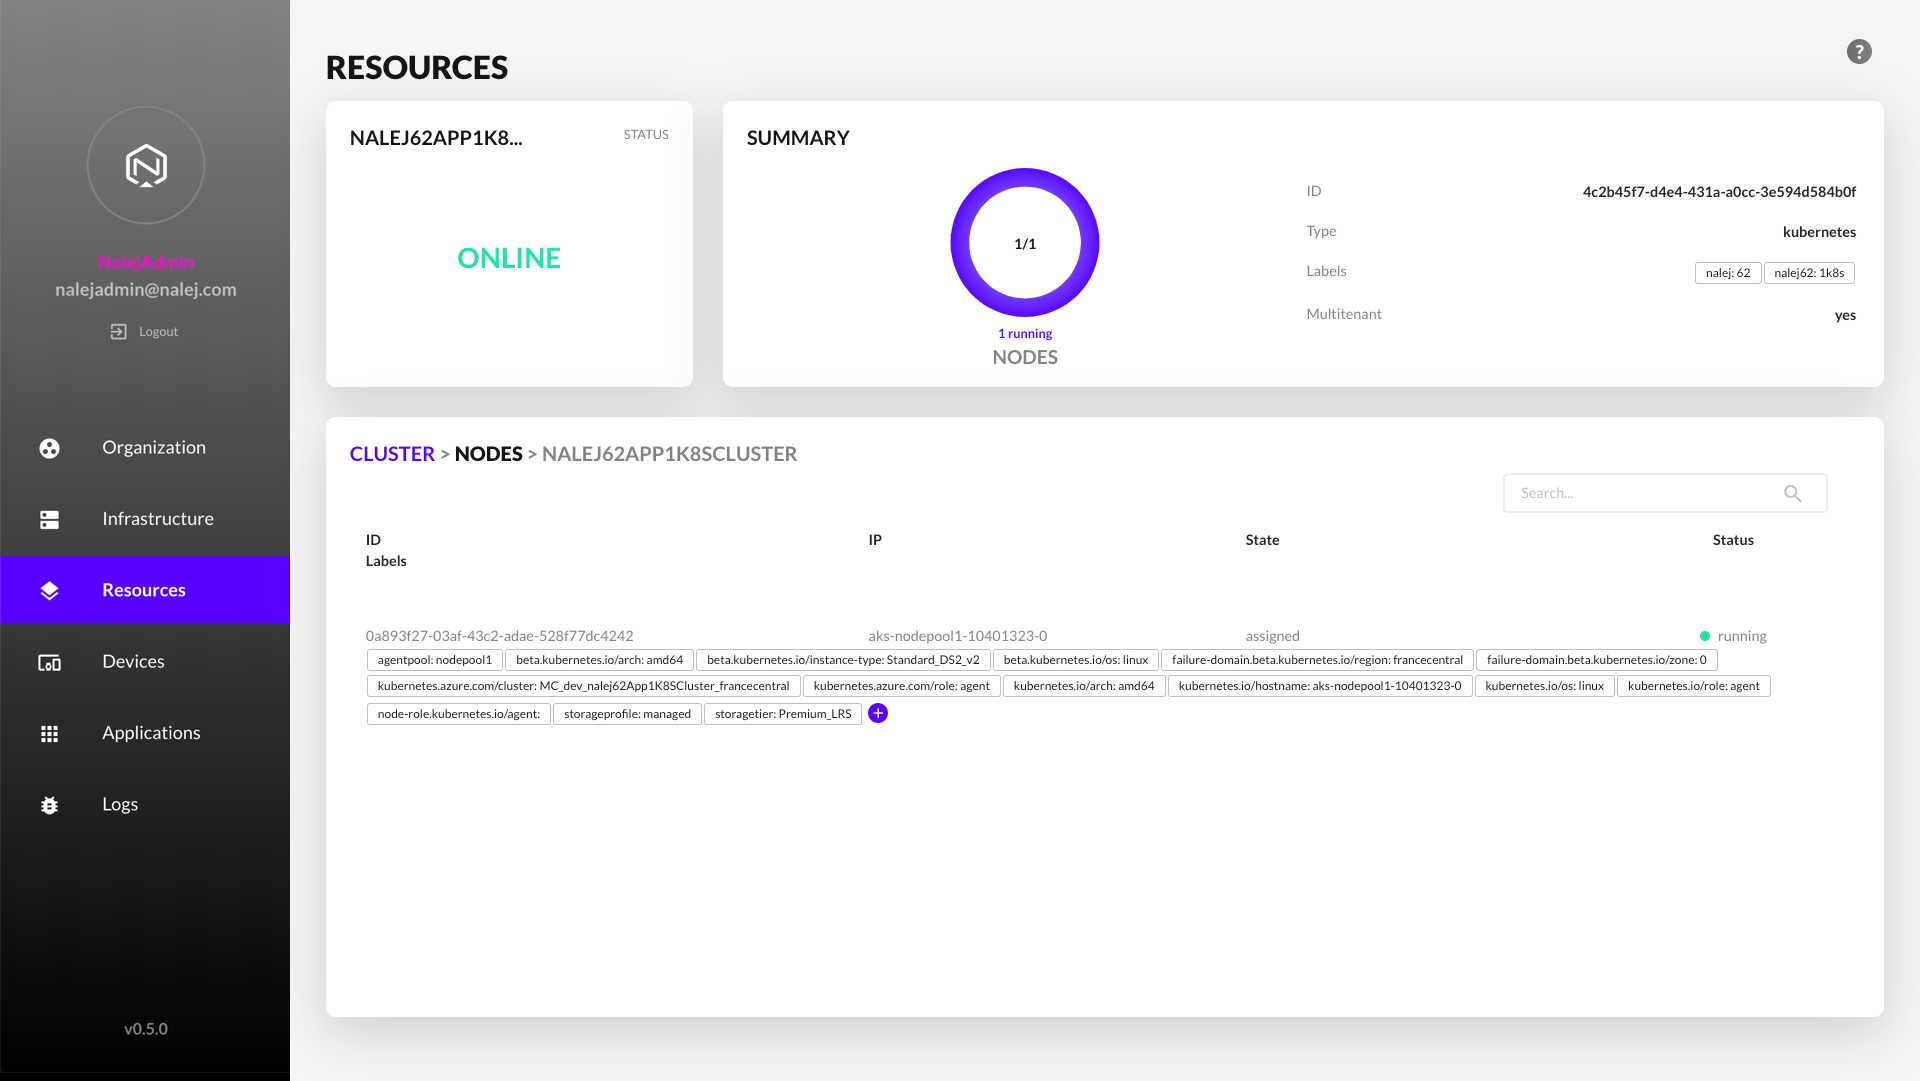 RESOURCES
?
NalejAdmin
nalejadmin@nalej.com
Logout
Organization
Infrastructure
Resources
Devices
Applications
Logs
v0.5.0
NALEJ62APP1K8...
STATUS
ONLINE
SUMMARY
1/1
1 running
NODES
ID 4c2b45f7-d4e4-431a-a0cc-3e594d584b0f
Type kubernetes
Labels nalej: 62 nalej62: 1k8s
Multitenant yes
CLUSTER > NODES > NALEJ62APP1K8SCLUSTER
Search...
ID IP State Status
Labels
0a893f27-03af-43c2-adae-528f77dc4242 aks-nodepool1-10401323-0 assigned running
agentpool: nodepool1 beta.kubernetes.io/arch: amd64 beta.kubernetes.io/instance-type: Standard_DS2_v2 beta.kubernetes.io/os: linux failure-domain.beta.kubernetes.io/region: francecentral failure-domain.beta.kubernetes.io/zone: 0
kubernetes.azure.com/cluster: MC_dev_nalej62App1K8SCluster_francecentral kubernetes.azure.com/role: agent kubernetes.io/arch: amd64 kubernetes.io/hostname: aks-nodepool1-10401323-0 kubernetes.io/os: linux kubernetes.io/role: agent
node-role.kubernetes.io/agent: storageprofile: managed storagetier: Premium_LRS